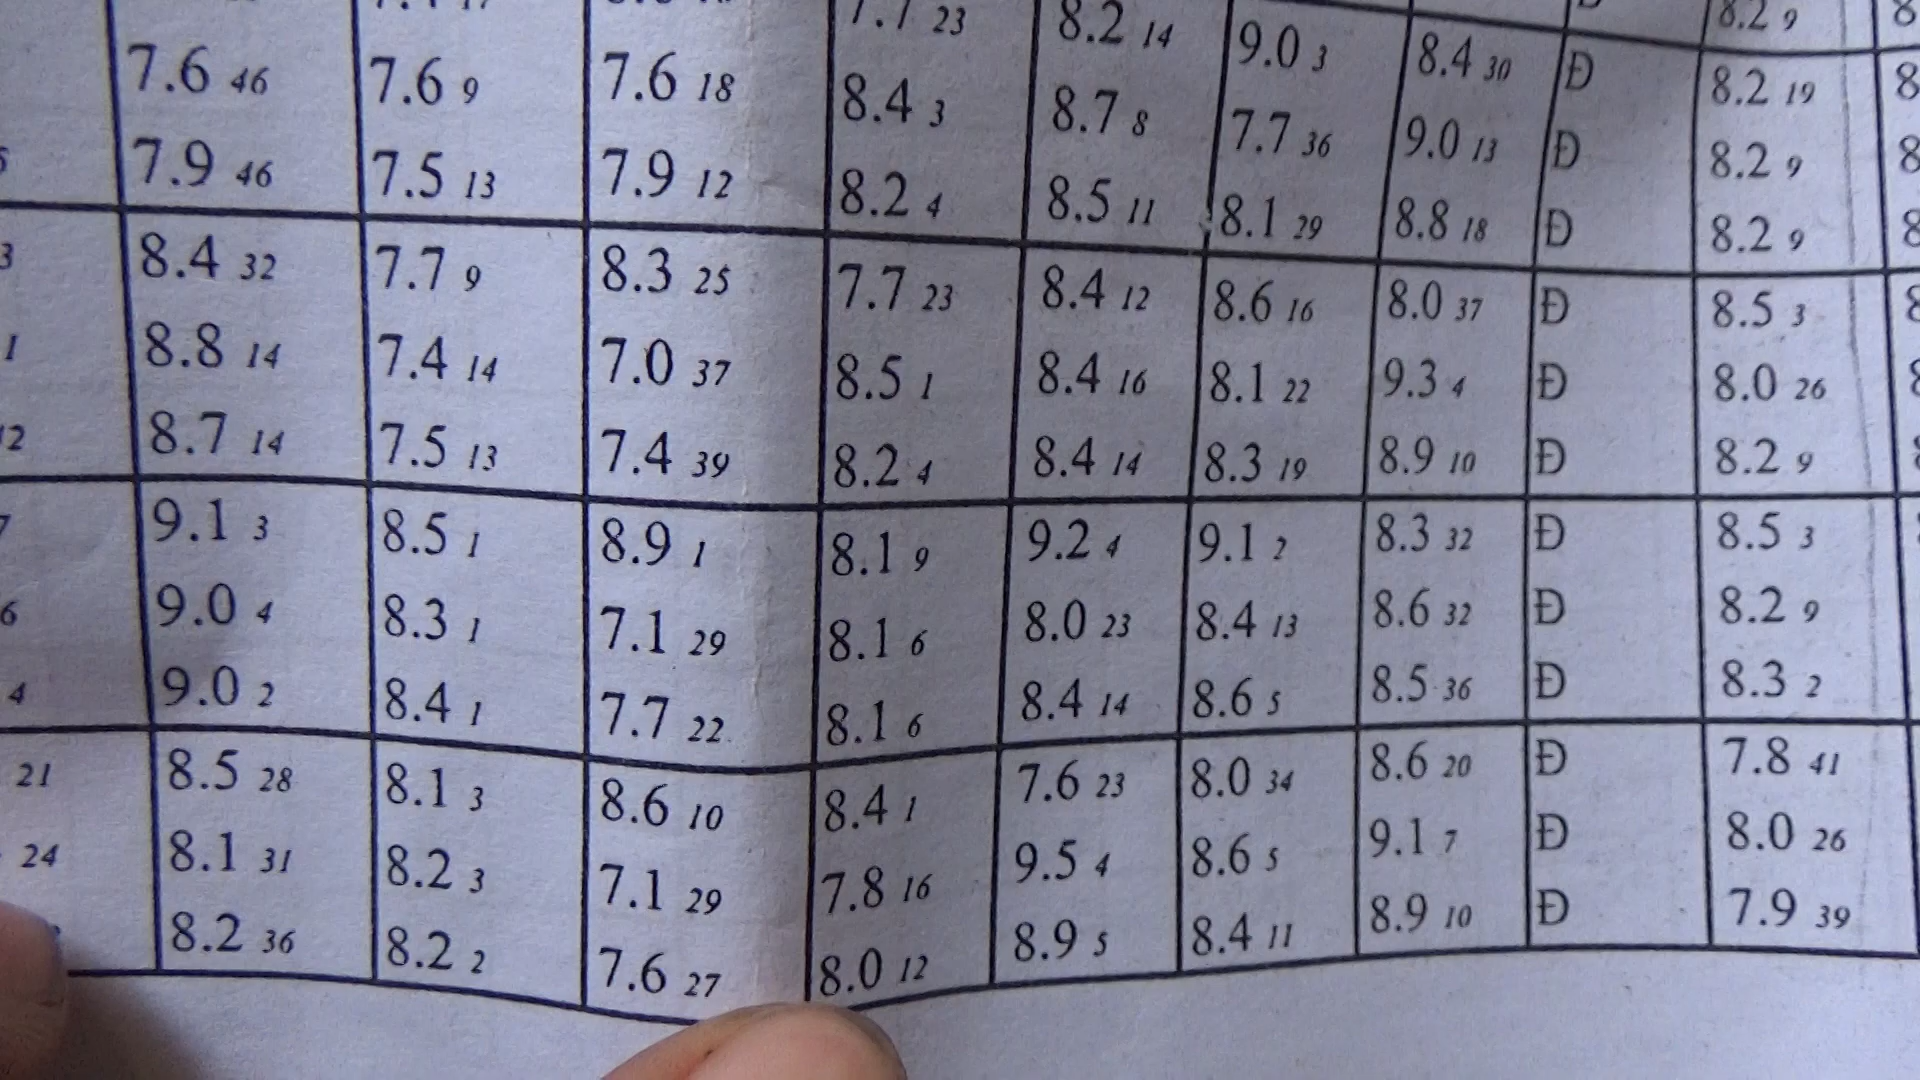 7.7 23 8.2 14 8.2 9
7.6 46 7.6 9 7.6 18 8.4 3 8.7 8 9.0 3 8.4 30 Đ 8.2 19
7.9 46 7.5 13 7.9 12 8.2 4 8.5 11 7.7 36 9.0 13 Đ 8.2 9
8.1 29 8.8 18 Đ 8.2 9
3 8.4 32 7.7 9 8.3 25 7.7 23 8.4 12 8.6 16 8.0 37 Đ 8.5 3
1 8.8 14 7.4 14 7.0 37 8.5 1 8.4 16 8.1 22 9.3 4 Đ 8.0 26
12 8.7 14 7.5 13 7.4 39 8.2 4 8.4 14 8.3 19 8.9 10 Đ 8.2 9
7 9.1 3 8.5 1 8.9 1 8.1 9 9.2 4 9.1 2 8.3 32 Đ 8.5 3
6 9.0 4 8.3 1 7.1 29 8.1 6 8.0 23 8.4 13 8.6 32 Đ 8.2 9
4 9.0 2 8.4 1 7.7 22 8.1 6 8.4 14 8.6 5 8.5 36 Đ 8.3 2
21 8.5 28 8.1 3 8.6 10 8.4 1 7.6 23 8.0 34 8.6 20 Đ 7.8 41
24 8.1 31 8.2 3 7.1 29 7.8 16 9.5 4 8.6 5 9.1 7 Đ 8.0 26
8.2 36 8.2 2 7.6 27 8.0 12 8.9 5 8.4 11 8.9 10 Đ 7.9 39